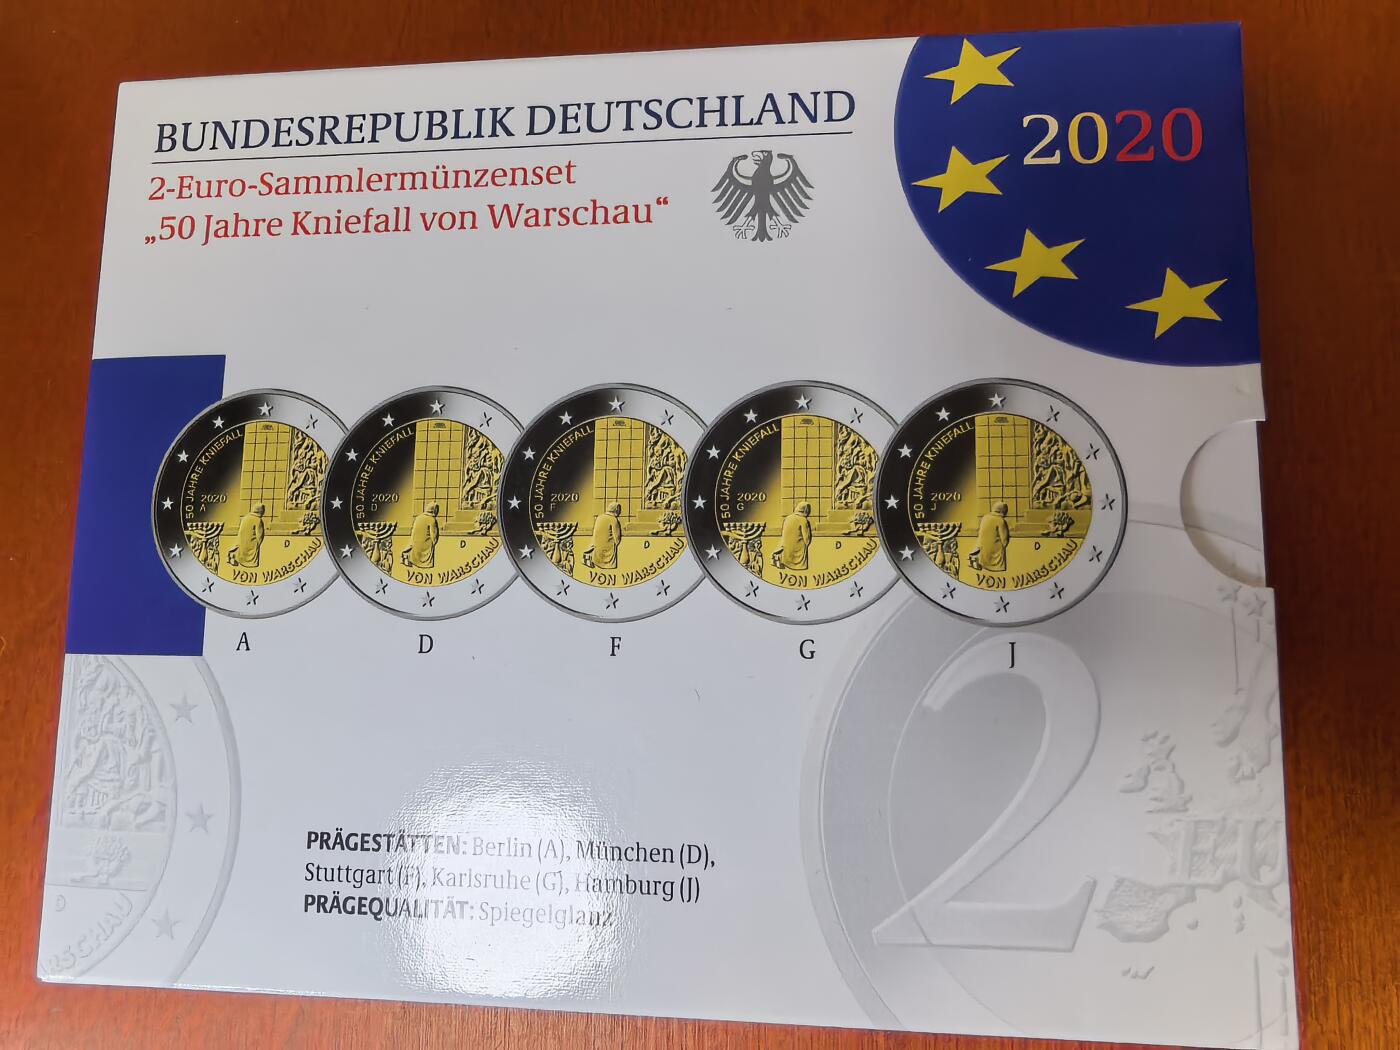 BUNDESREPUBLIK DEUTSCHLAND
2-Euro-Sammlermünzenset
„50 Jahre Kniefall von Warschau“
2020
50 JAHRE KNIEFALL
2020
A
D
VON WARSCHAU
50 JAHRE KNIEFALL
2020
D
D
VON WARSCHAU
50 JAHRE KNIEFALL
2020
F
D
VON WARSCHAU
50 JAHRE KNIEFALL
2020
G
D
VON WARSCHAU
50 JAHRE KNIEFALL
2020
J
D
VON WARSCHAU
A D F G J
2
D
PRÄGESTÄTTEN: Berlin (A), München (D),
Stuttgart (F), Karlsruhe (G), Hamburg (J)
PRÄGEQUALITÄT: Spiegelglanz